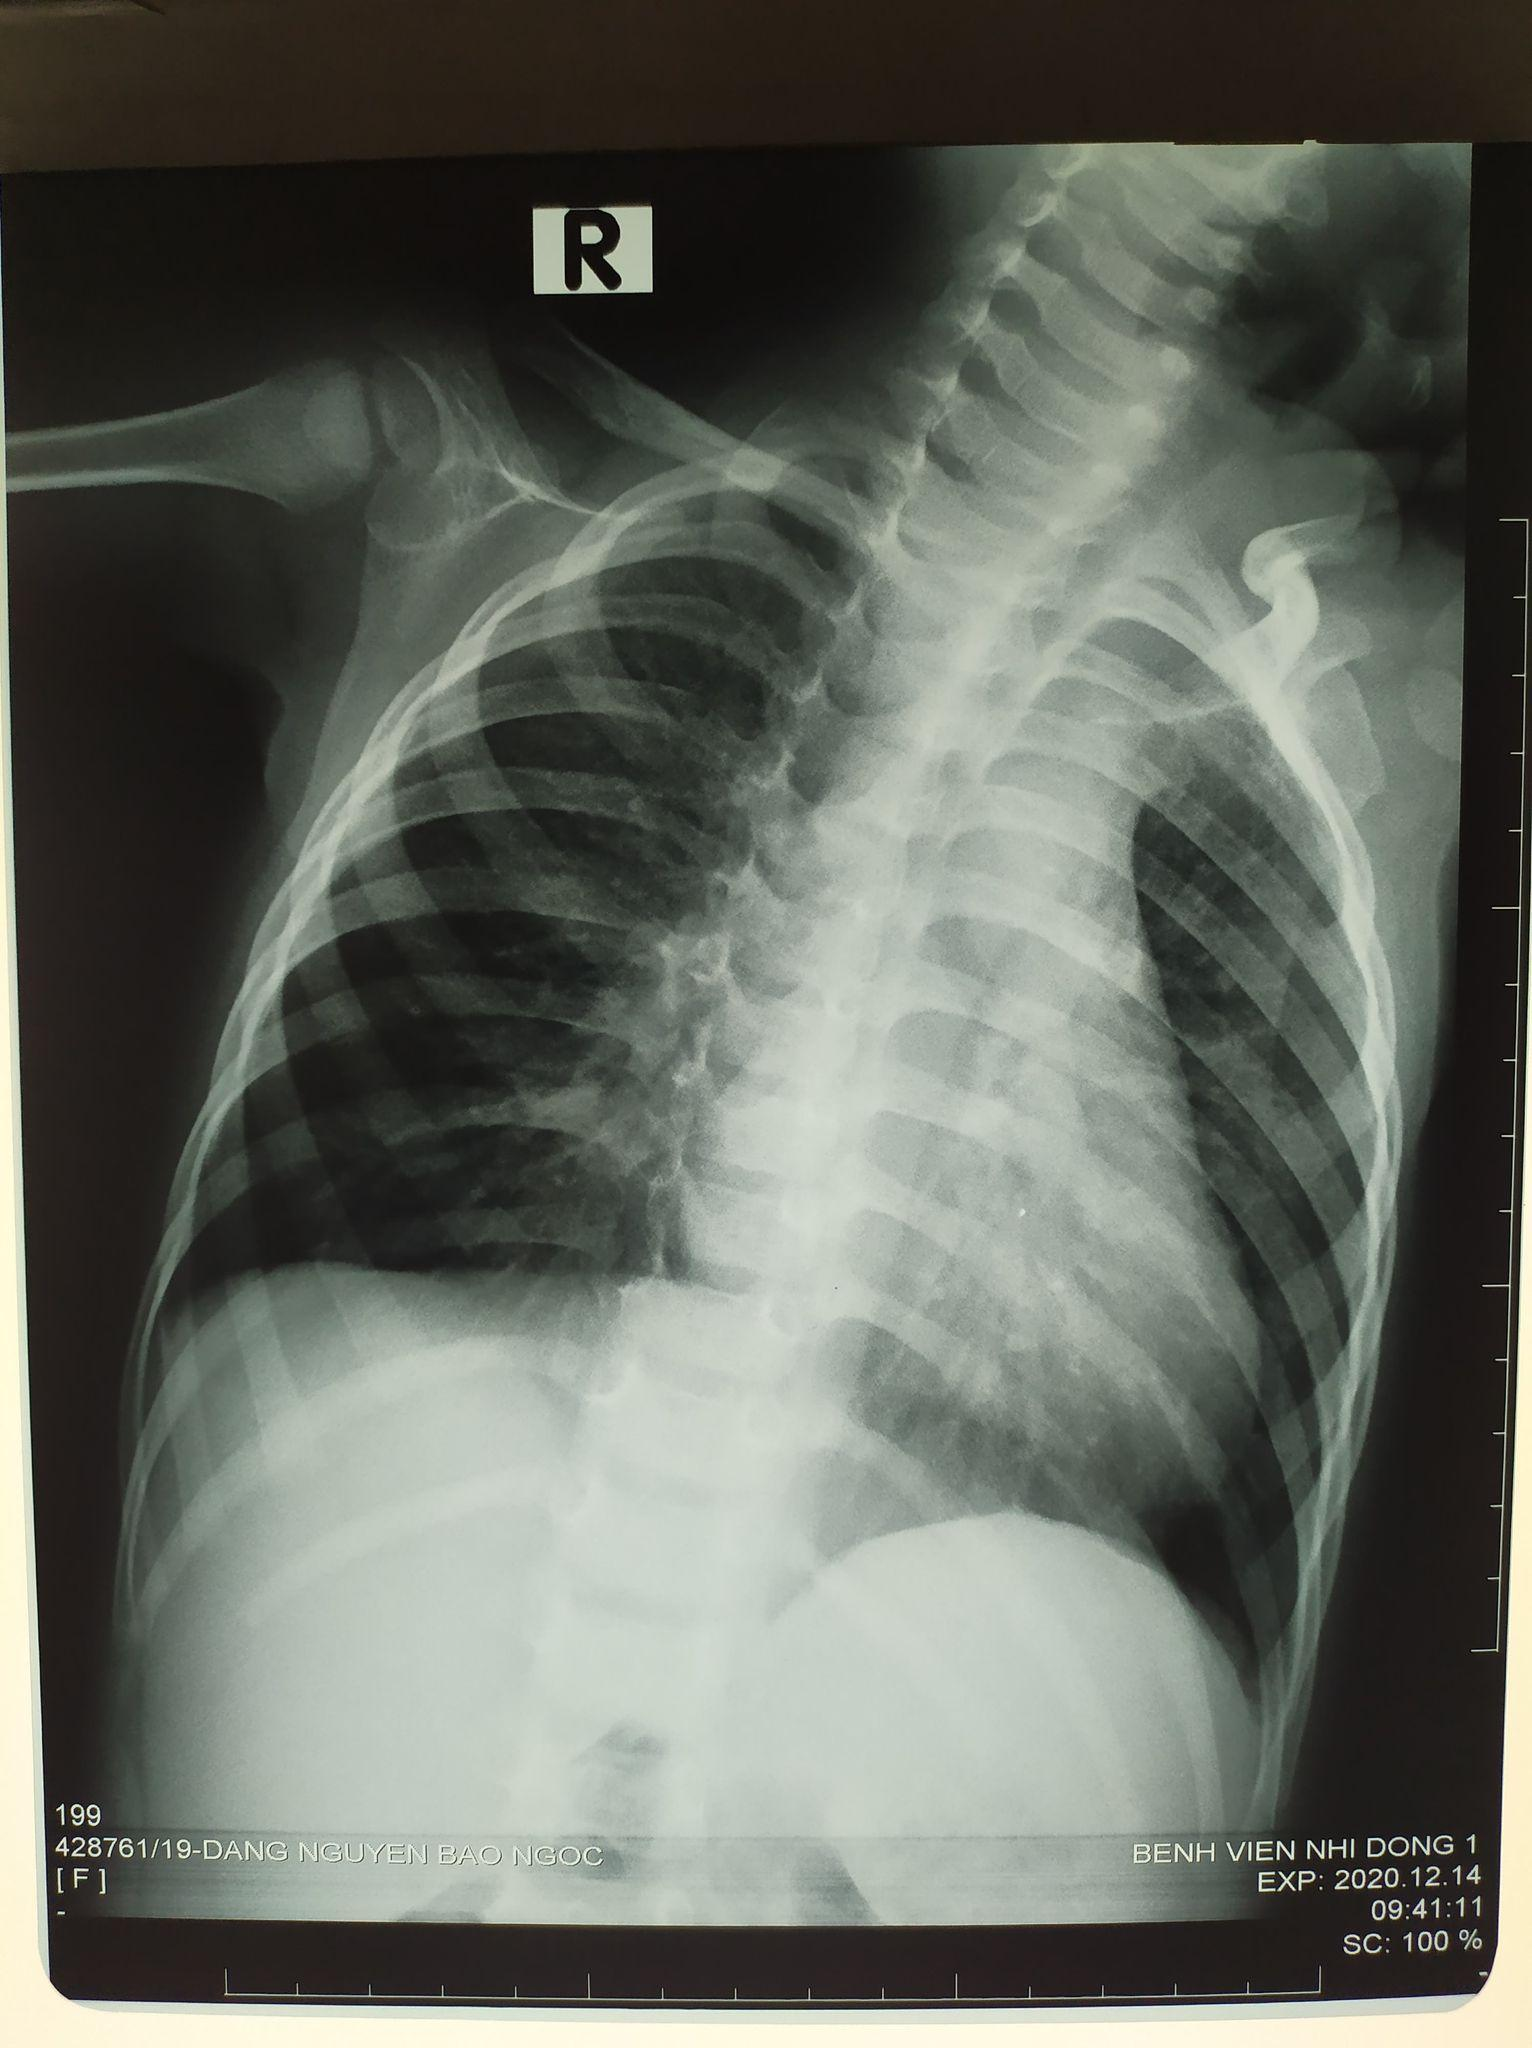 R
199
428761/19-DANG NGUYEN BAO NGOC
[ F ]
-
BENH VIEN NHI DONG 1
EXP: 2020.12.14
09:41:11
SC: 100 %